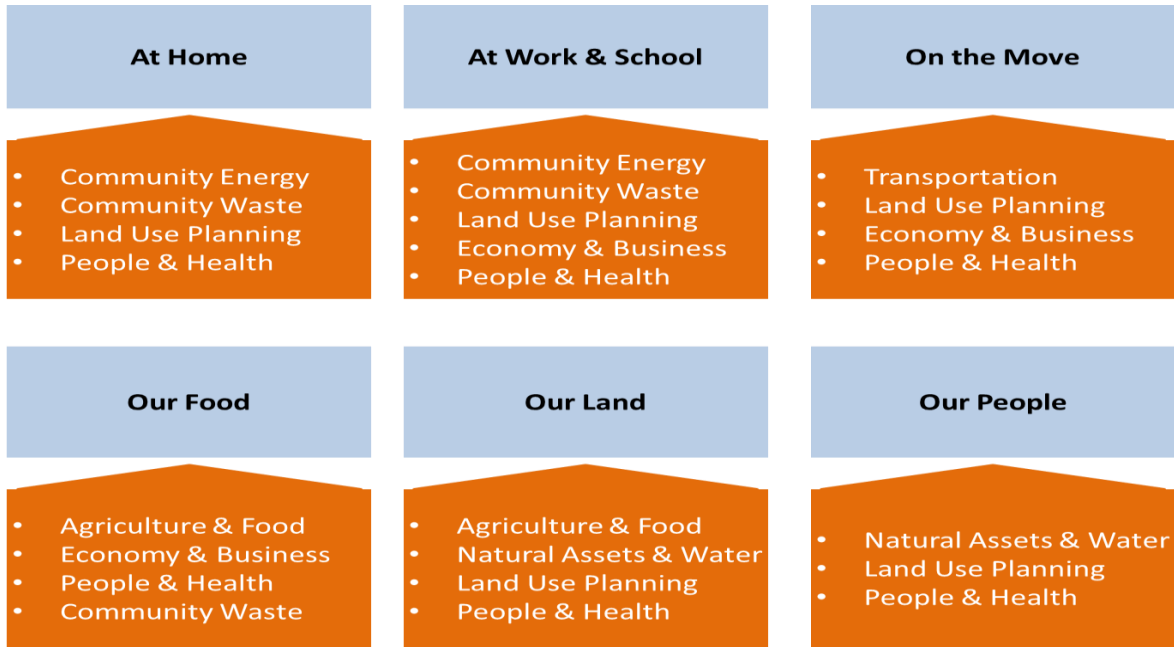 At Home
• Community Energy
• Community Waste
• Land Use Planning
• People & Health
At Work & School
• Community Energy
• Community Waste
• Land Use Planning
• Economy & Business
• People & Health
On the Move
• Transportation
• Land Use Planning
• Economy & Business
• People & Health
Our Food
• Agriculture & Food
• Economy & Business
• People & Health
• Community Waste
Our Land
• Agriculture & Food
• Natural Assets & Water
• Land Use Planning
• People & Health
Our People
• Natural Assets & Water
• Land Use Planning
• People & Health